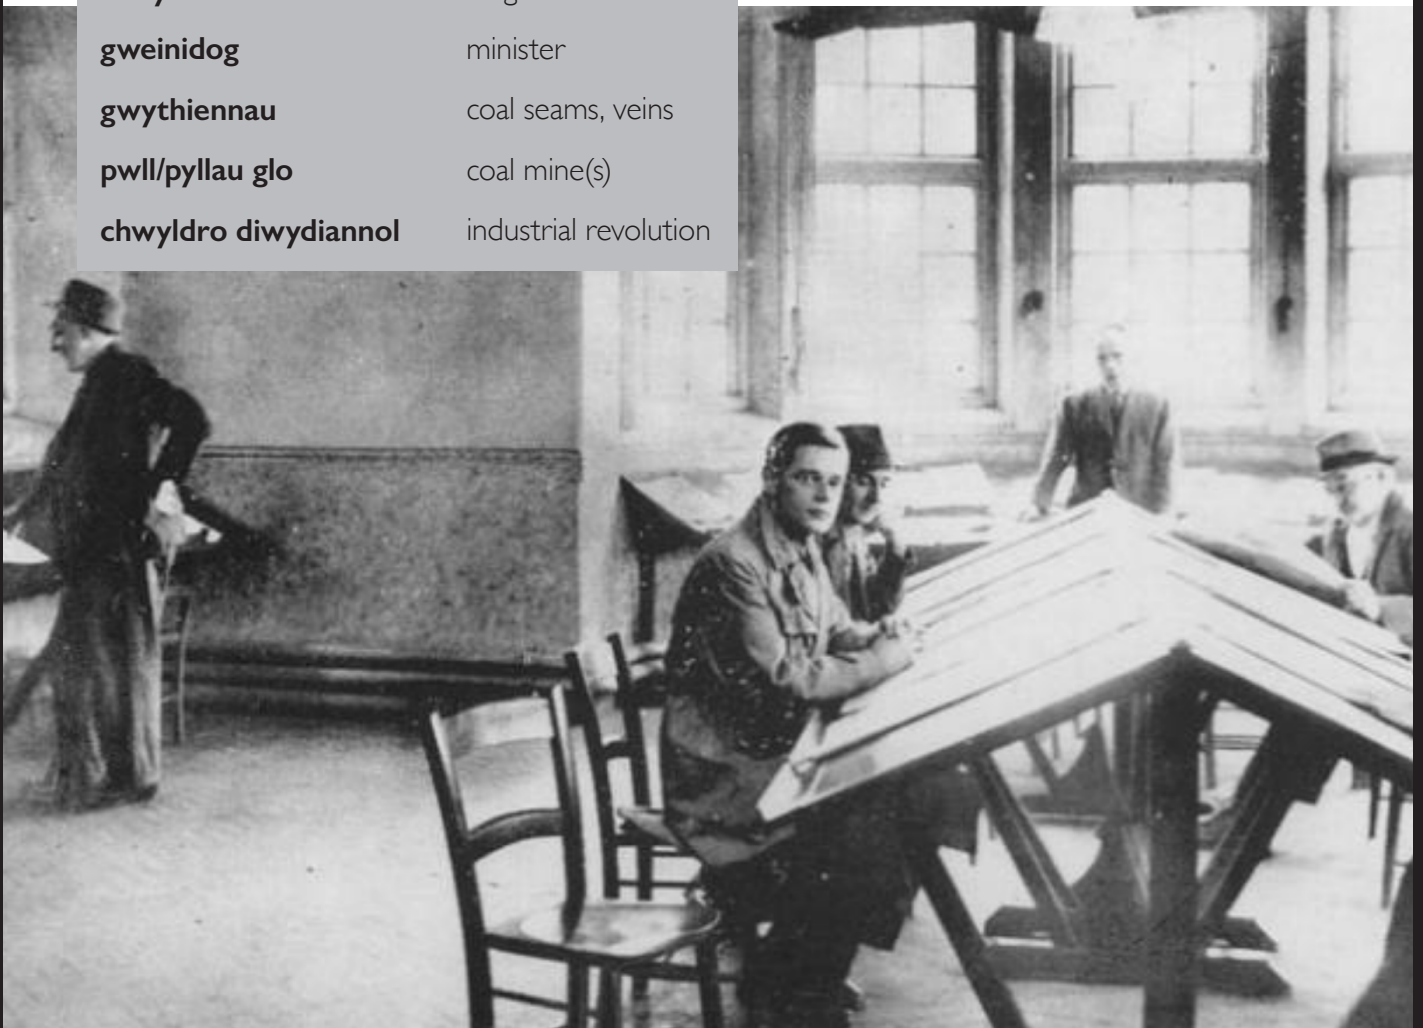 gweinidog minister
gwythiennau coal seams, veins
pwll/pyllau glo coal mine(s)
chwyldro diwydiannol industrial revolution